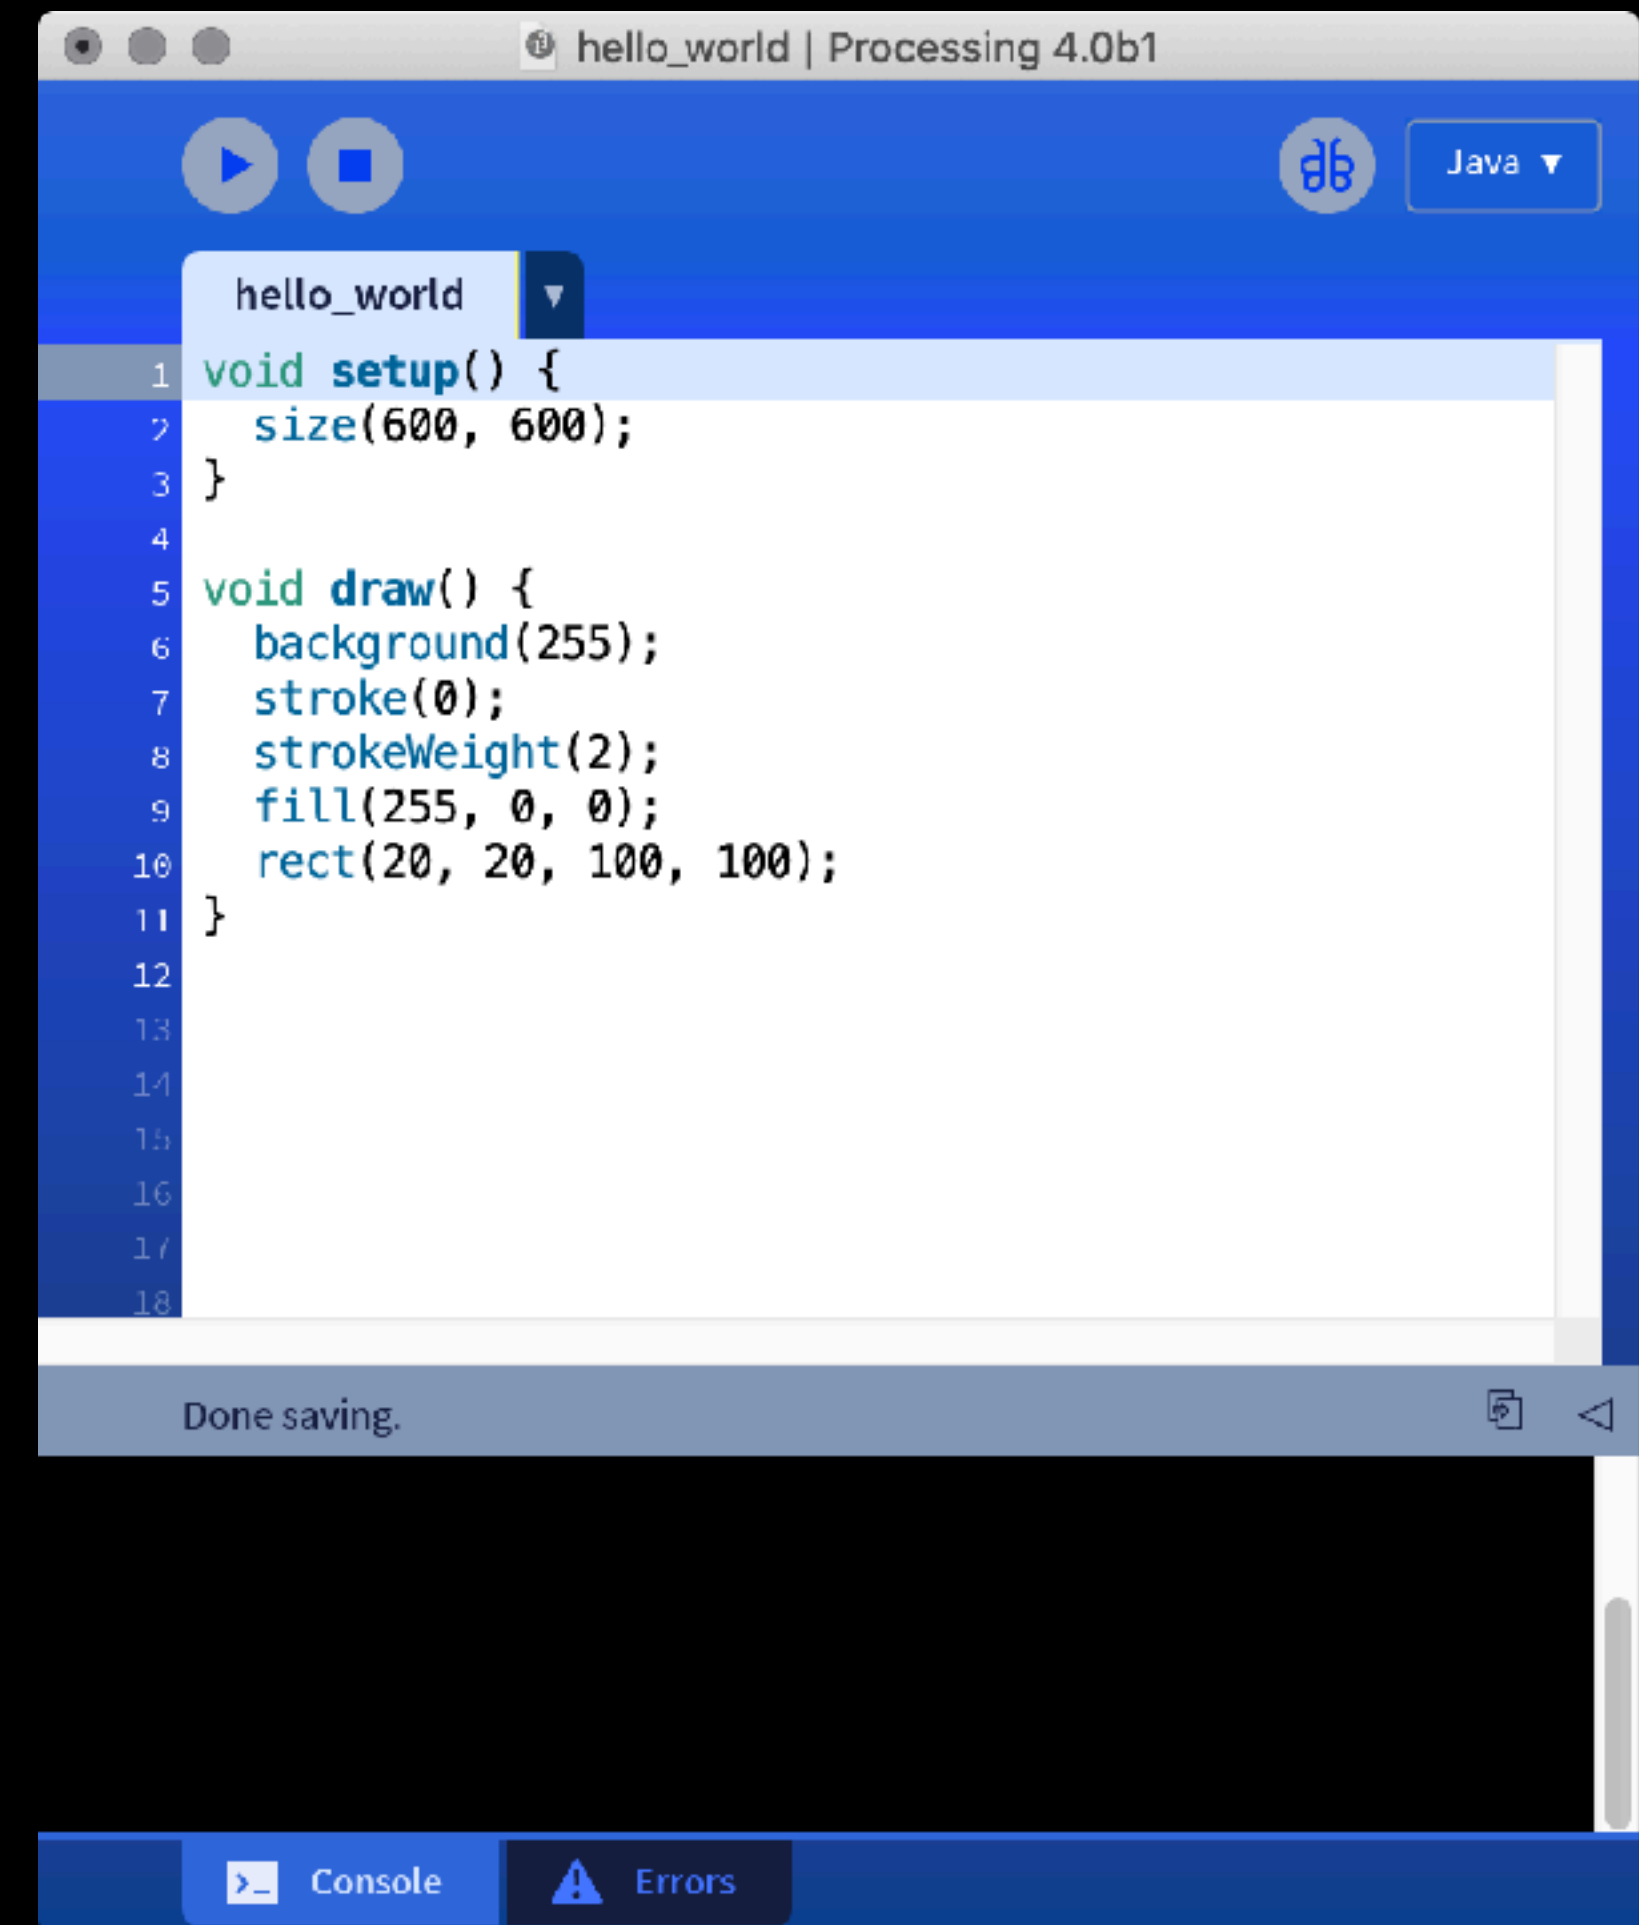 hello_world | Processing 4.0b1
Java ▼
hello_world ▼
1 void setup() {
2   size(600, 600);
3 }
4
5 void draw() {
6   background(255);
7   stroke(0);
8   strokeWeight(2);
9   fill(255, 0, 0);
10   rect(20, 20, 100, 100);
11 }
12
13
14
15
16
17
18
Done saving.
>_ Console
Errors